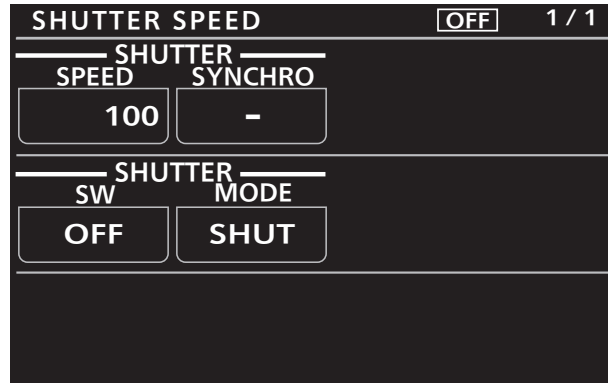 SHUTTER SPEED OFF 1 / 1
SHUTTER
SPEED SYNCHRO
100 –
SHUTTER
SW MODE
OFF SHUT